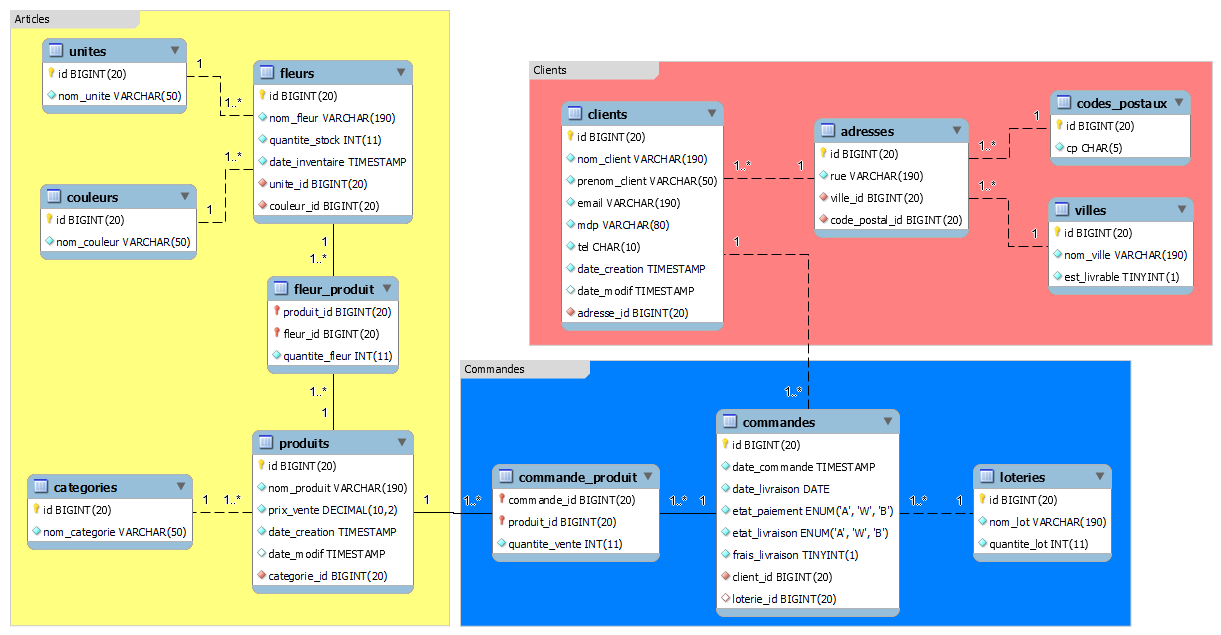 Articles
unites
id BIGINT(20)
nom_unite VARCHAR(50)
1
1..*
fleurs
id BIGINT(20)
nom_fleur VARCHAR(190)
quantite_stock INT(11)
date_inventaire TIMESTAMP
unite_id BIGINT(20)
couleur_id BIGINT(20)
couleurs
id BIGINT(20)
nom_couleur VARCHAR(50)
1
1..*
1
1..*
fleur_produit
produit_id BIGINT(20)
fleur_id BIGINT(20)
quantite_fleur INT(11)
1..*
1
produits
id BIGINT(20)
nom_produit VARCHAR(190)
prix_vente DECIMAL(10,2)
date_creation TIMESTAMP
date_modif TIMESTAMP
categorie_id BIGINT(20)
categories
id BIGINT(20)
nom_categorie VARCHAR(50)
1
1..*
Clients
clients
id BIGINT(20)
nom_client VARCHAR(190)
prenom_client VARCHAR(50)
email VARCHAR(190)
mdp VARCHAR(80)
tel CHAR(10)
date_creation TIMESTAMP
date_modif TIMESTAMP
adresse_id BIGINT(20)
1..*
1
adresses
id BIGINT(20)
rue VARCHAR(190)
ville_id BIGINT(20)
code_postal_id BIGINT(20)
1..*
1
codes_postaux
id BIGINT(20)
cp CHAR(5)
1..*
1
villes
id BIGINT(20)
nom_ville VARCHAR(190)
est_livrable TINYINT(1)
1
1..*
Commandes
1
1..*
commande_produit
commande_id BIGINT(20)
produit_id BIGINT(20)
quantite_vente INT(11)
1..*
1
commandes
id BIGINT(20)
date_commande TIMESTAMP
date_livraison DATE
etat_paiement ENUM('A', 'W', 'B')
etat_livraison ENUM('A', 'W', 'B')
frais_livraison TINYINT(1)
client_id BIGINT(20)
loterie_id BIGINT(20)
1..*
1
loteries
id BIGINT(20)
nom_lot VARCHAR(190)
quantite_lot INT(11)